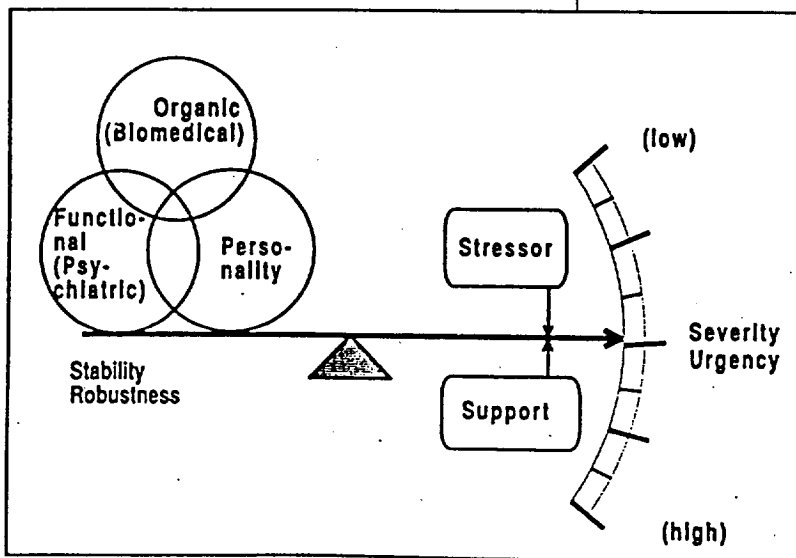 Organic
(Biomedical)
Functio-
nal
(Psy-
chiatric)
Perso-
nality
Stability
Robustness
Stressor
Support
(low)
Severity
Urgency
(high)